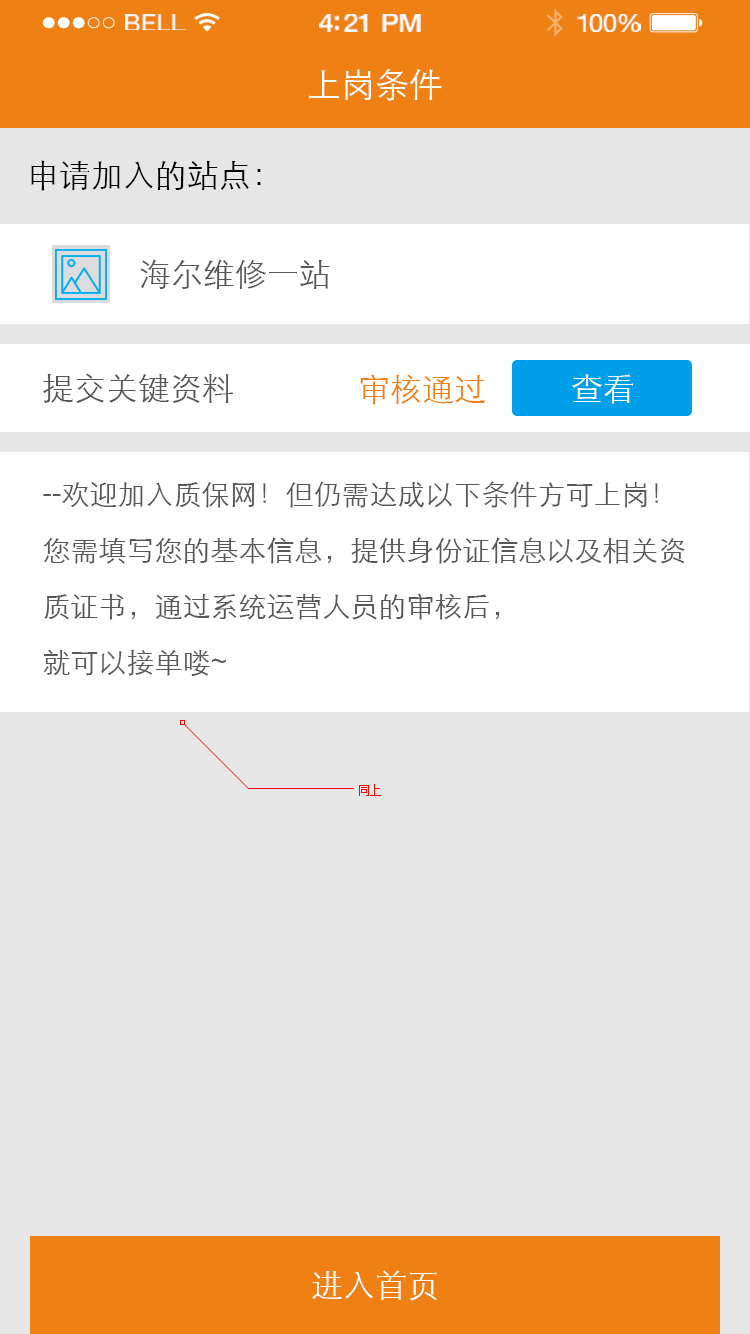 BELL 4:21 PM 100%
上岗条件
申请加入的站点：
海尔维修一站
提交关键资料 审核通过 查看
--欢迎加入质保网！但仍需达成以下条件方可上岗！
您需填写您的基本信息，提供身份证信息以及相关资
质证书，通过系统运营人员的审核后，
就可以接单喽~
同上
进入首页